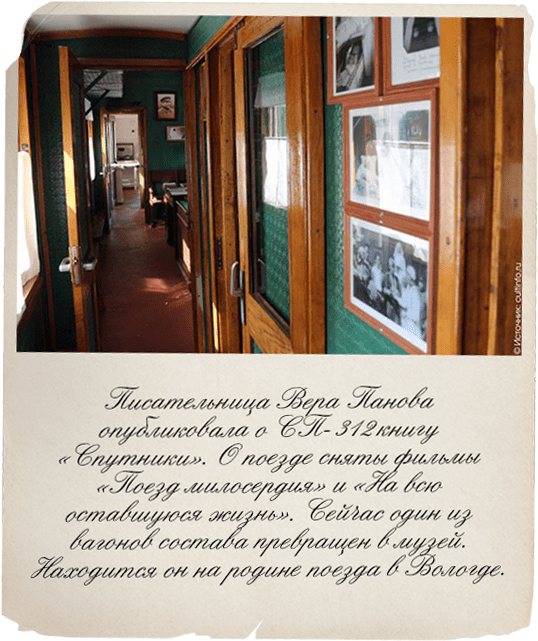 © Источник: cultinfo.ru
Писательница Вера Панова
опубликовала о СП-312 книгу
«Спутники». О поезде сняты фильмы
«Поезд милосердия» и «На всю
оставшуюся жизнь». Сейчас один из
вагонов состава превращен в музей.
Находится он на родине поезда в Вологде.